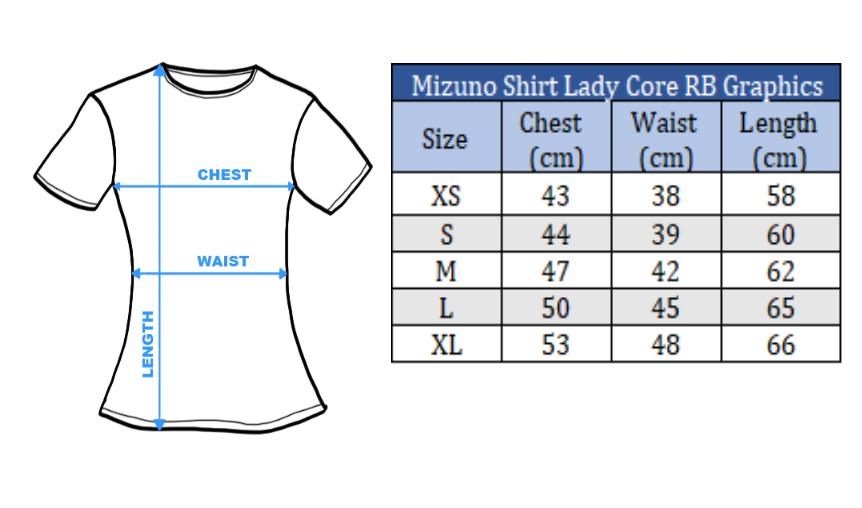 CHEST
WAIST
LENGTH
Mizuno Shirt Lady Core RB Graphics
Size Chest (cm) Waist (cm) Length (cm)
XS 43 38 58
S 44 39 60
M 47 42 62
L 50 45 65
XL 53 48 66